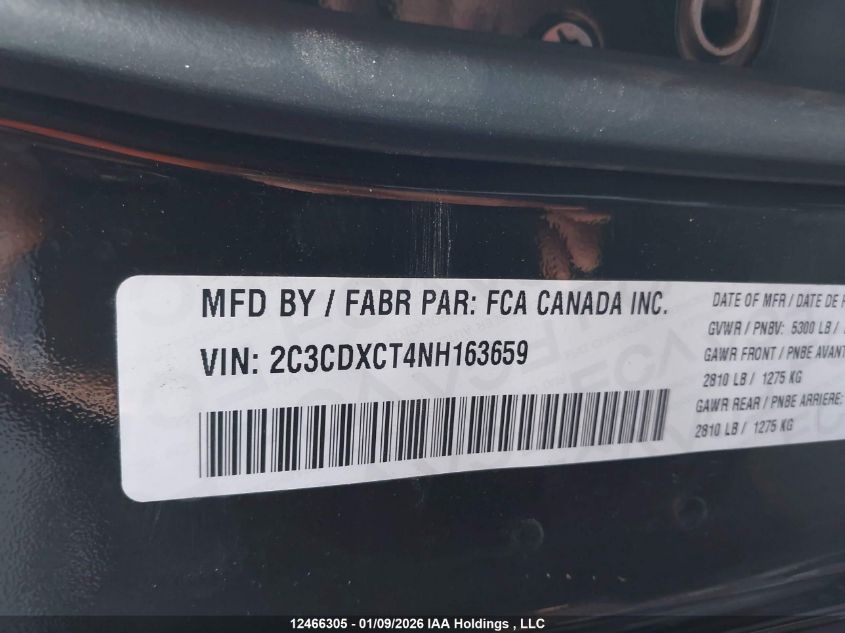 MFD BY / FABR PAR: FCA CANADA INC.
VIN: 2C3CDXCT4NH163659
DATE OF MFR / DATE DE
GVWR / PNBV: 5300 LB /
GAWR FRONT / PNBE AVANT
2810 LB / 1275 KG
GAWR REAR / PNBE ARRIERE:
2810 LB / 1275 KG
12466305 - 01/09/2026 IAA Holdings , LLC